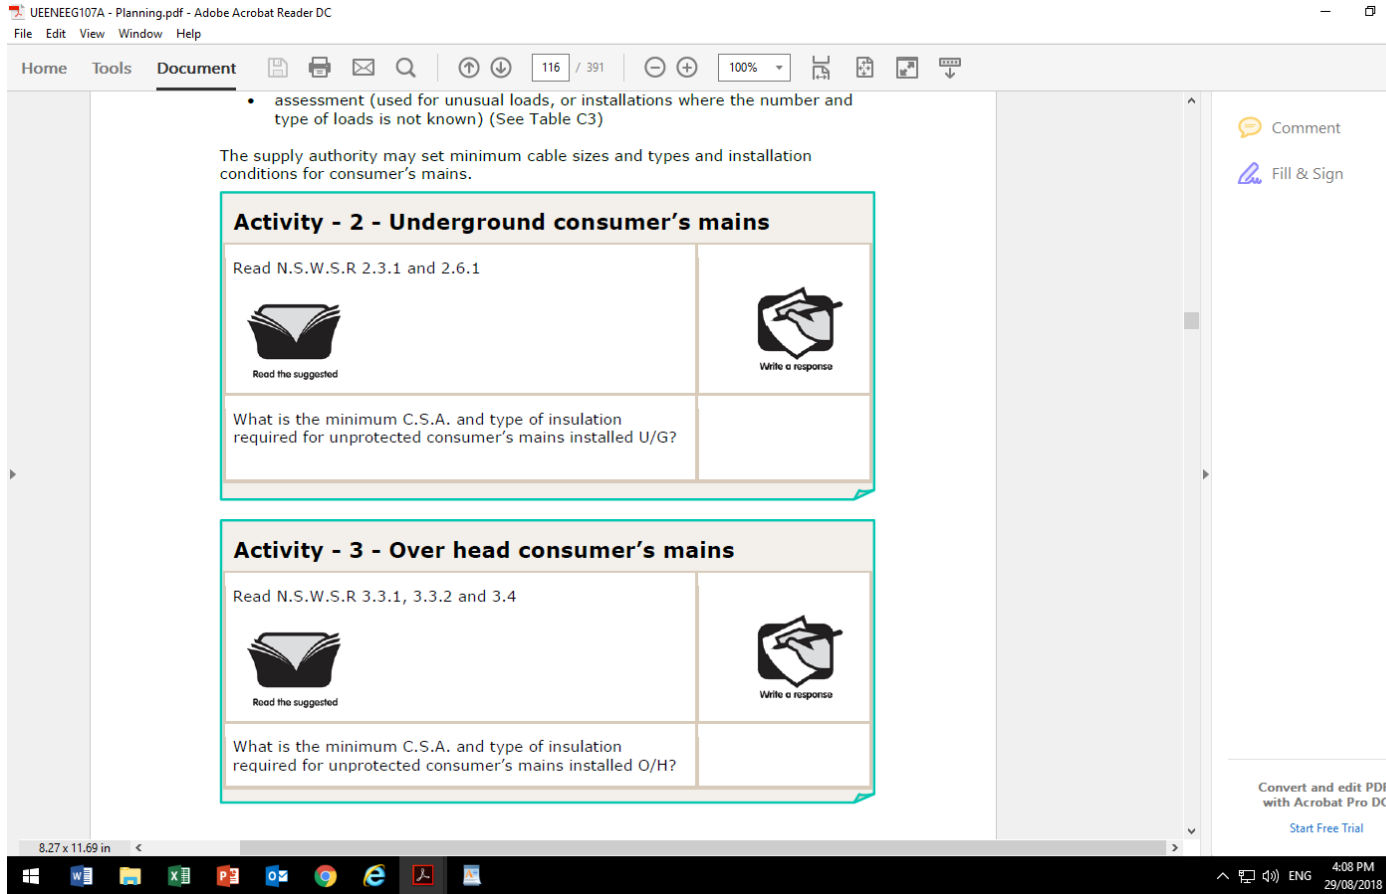 UEENEEG107A - Planning.pdf - Adobe Acrobat Reader DC
File Edit View Window Help
Home Tools Document 116 / 391 100%
assessment (used for unusual loads, or installations where the number and
type of loads is not known) (See Table C3)
The supply authority may set minimum cable sizes and types and installation
conditions for consumer's mains.
Activity - 2 - Underground consumer's mains
Read N.S.W.S.R 2.3.1 and 2.6.1
Read the suggested
Write a response
What is the minimum C.S.A. and type of insulation
required for unprotected consumer's mains installed U/G?
Activity - 3 - Over head consumer's mains
Read N.S.W.S.R 3.3.1, 3.3.2 and 3.4
Read the suggested
Write a response
What is the minimum C.S.A. and type of insulation
required for unprotected consumer's mains installed O/H?
Comment
Fill & Sign
Convert and edit PDF
with Acrobat Pro DC
Start Free Trial
8.27 x 11.69 in
ENG
4:08 PM
29/08/2018